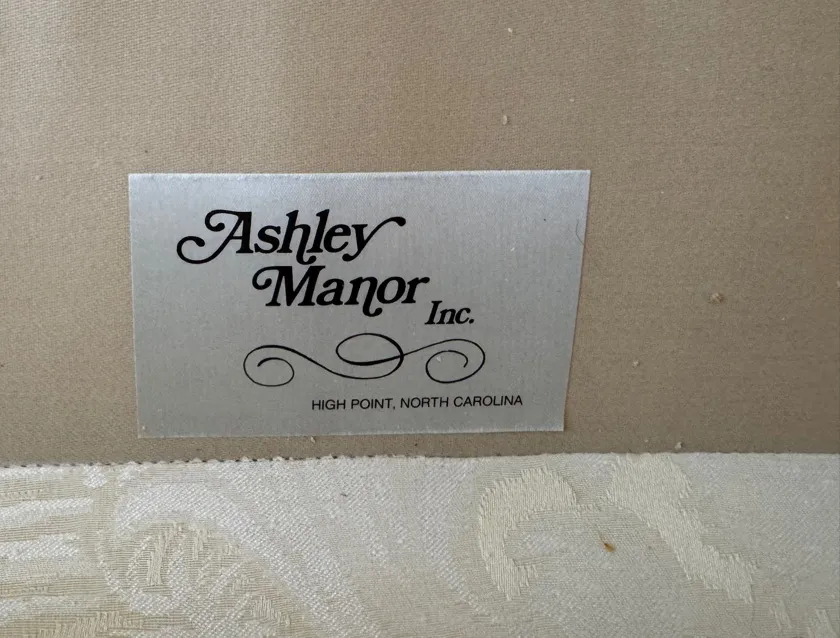 Ashley
Manor Inc.
HIGH POINT, NORTH CAROLINA